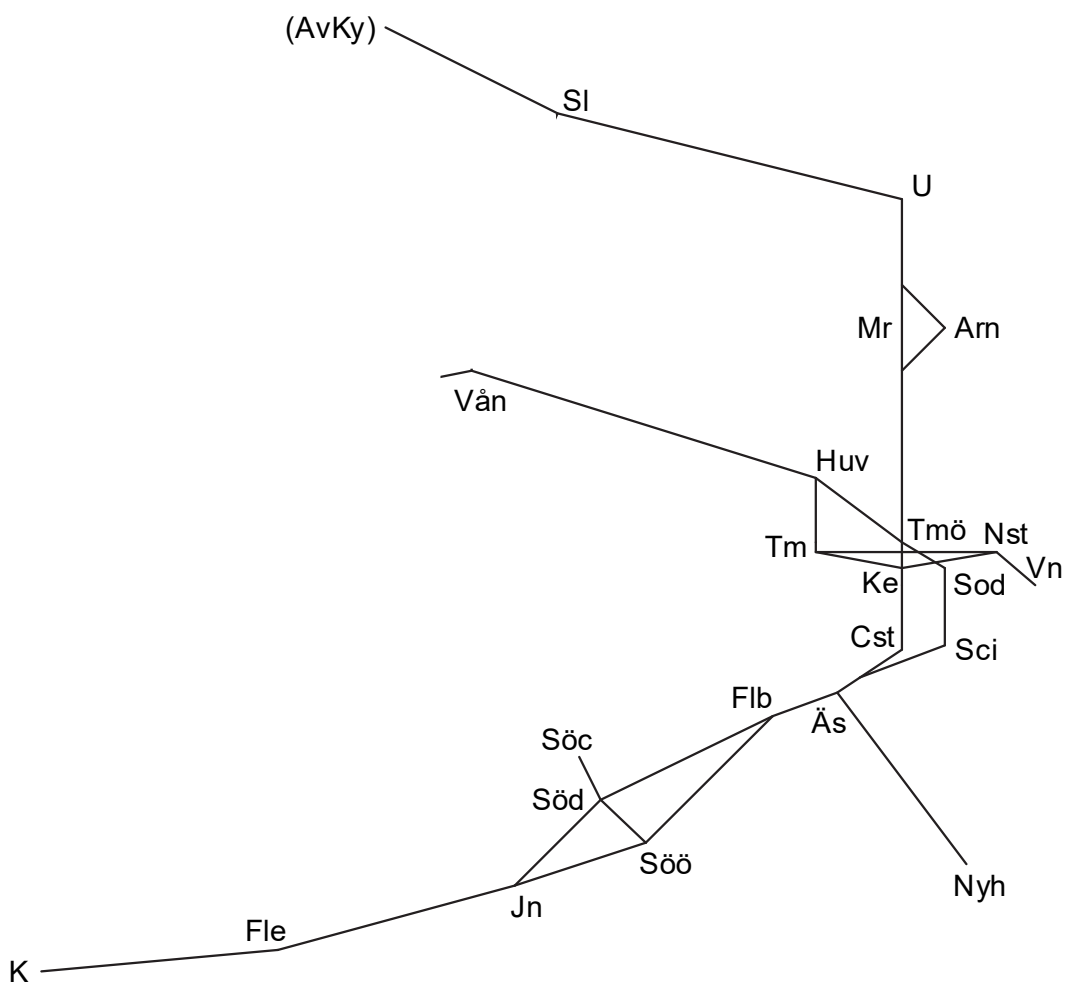 (AvKy)
Sl
U
Mr
Arn
Vån
Huv
Tmö
Nst
Tm
Vn
Ke
Sod
Cst
Sci
Flb
Äs
Söc
Söd
Söö
Nyh
Jn
Fle
K